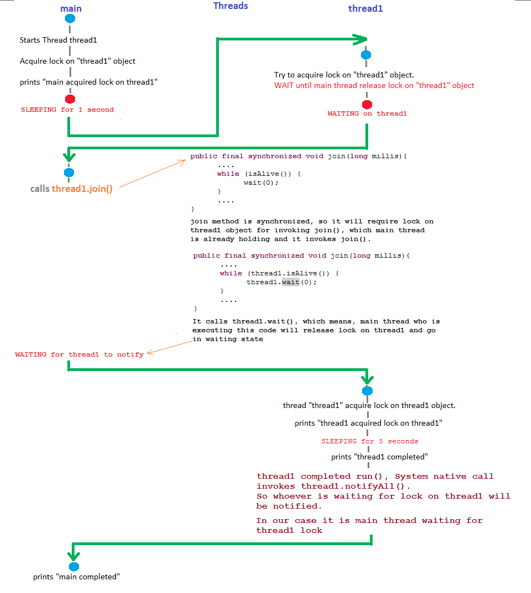 main
Threads
thread1
Starts Thread thread1
Acquire lock on "thread1" object
prints "main acquired lock on thread1"
SLEEPING for 1 second
Try to acquire lock on "thread1" object.
WAIT until main thread release lock on "thread1" object
WAITING on thread1
calls thread1.join()
public final synchronized void join(long millis){
....
while (isAlive()) {
wait(0);
}
....
}
join method is synchronized, so it will require lock on
thread1 object for invoking join(), which main thread
is already holding and it invokes join().
public final synchronized void join(long millis){
....
while (thread1.isAlive()) {
thread1.wait(0);
}
....
}
It calls thread1.wait(), which means, main thread who is
executing this code will release lock on thread1 and go
in waiting state
WAITING for thread1 to notify
thread "thread1" acquire lock on thread1 object.
prints "thread1 acquired lock on thread1"
SLEEPING for 5 seconds
prints "thread1 completed"
thread1 completed run(), System native call
invokes thread1.notifyAll().
So whoever is waiting for lock on thread1 will
be notified.
In our case it is main thread waiting for
thread1 lock
prints "main completed"